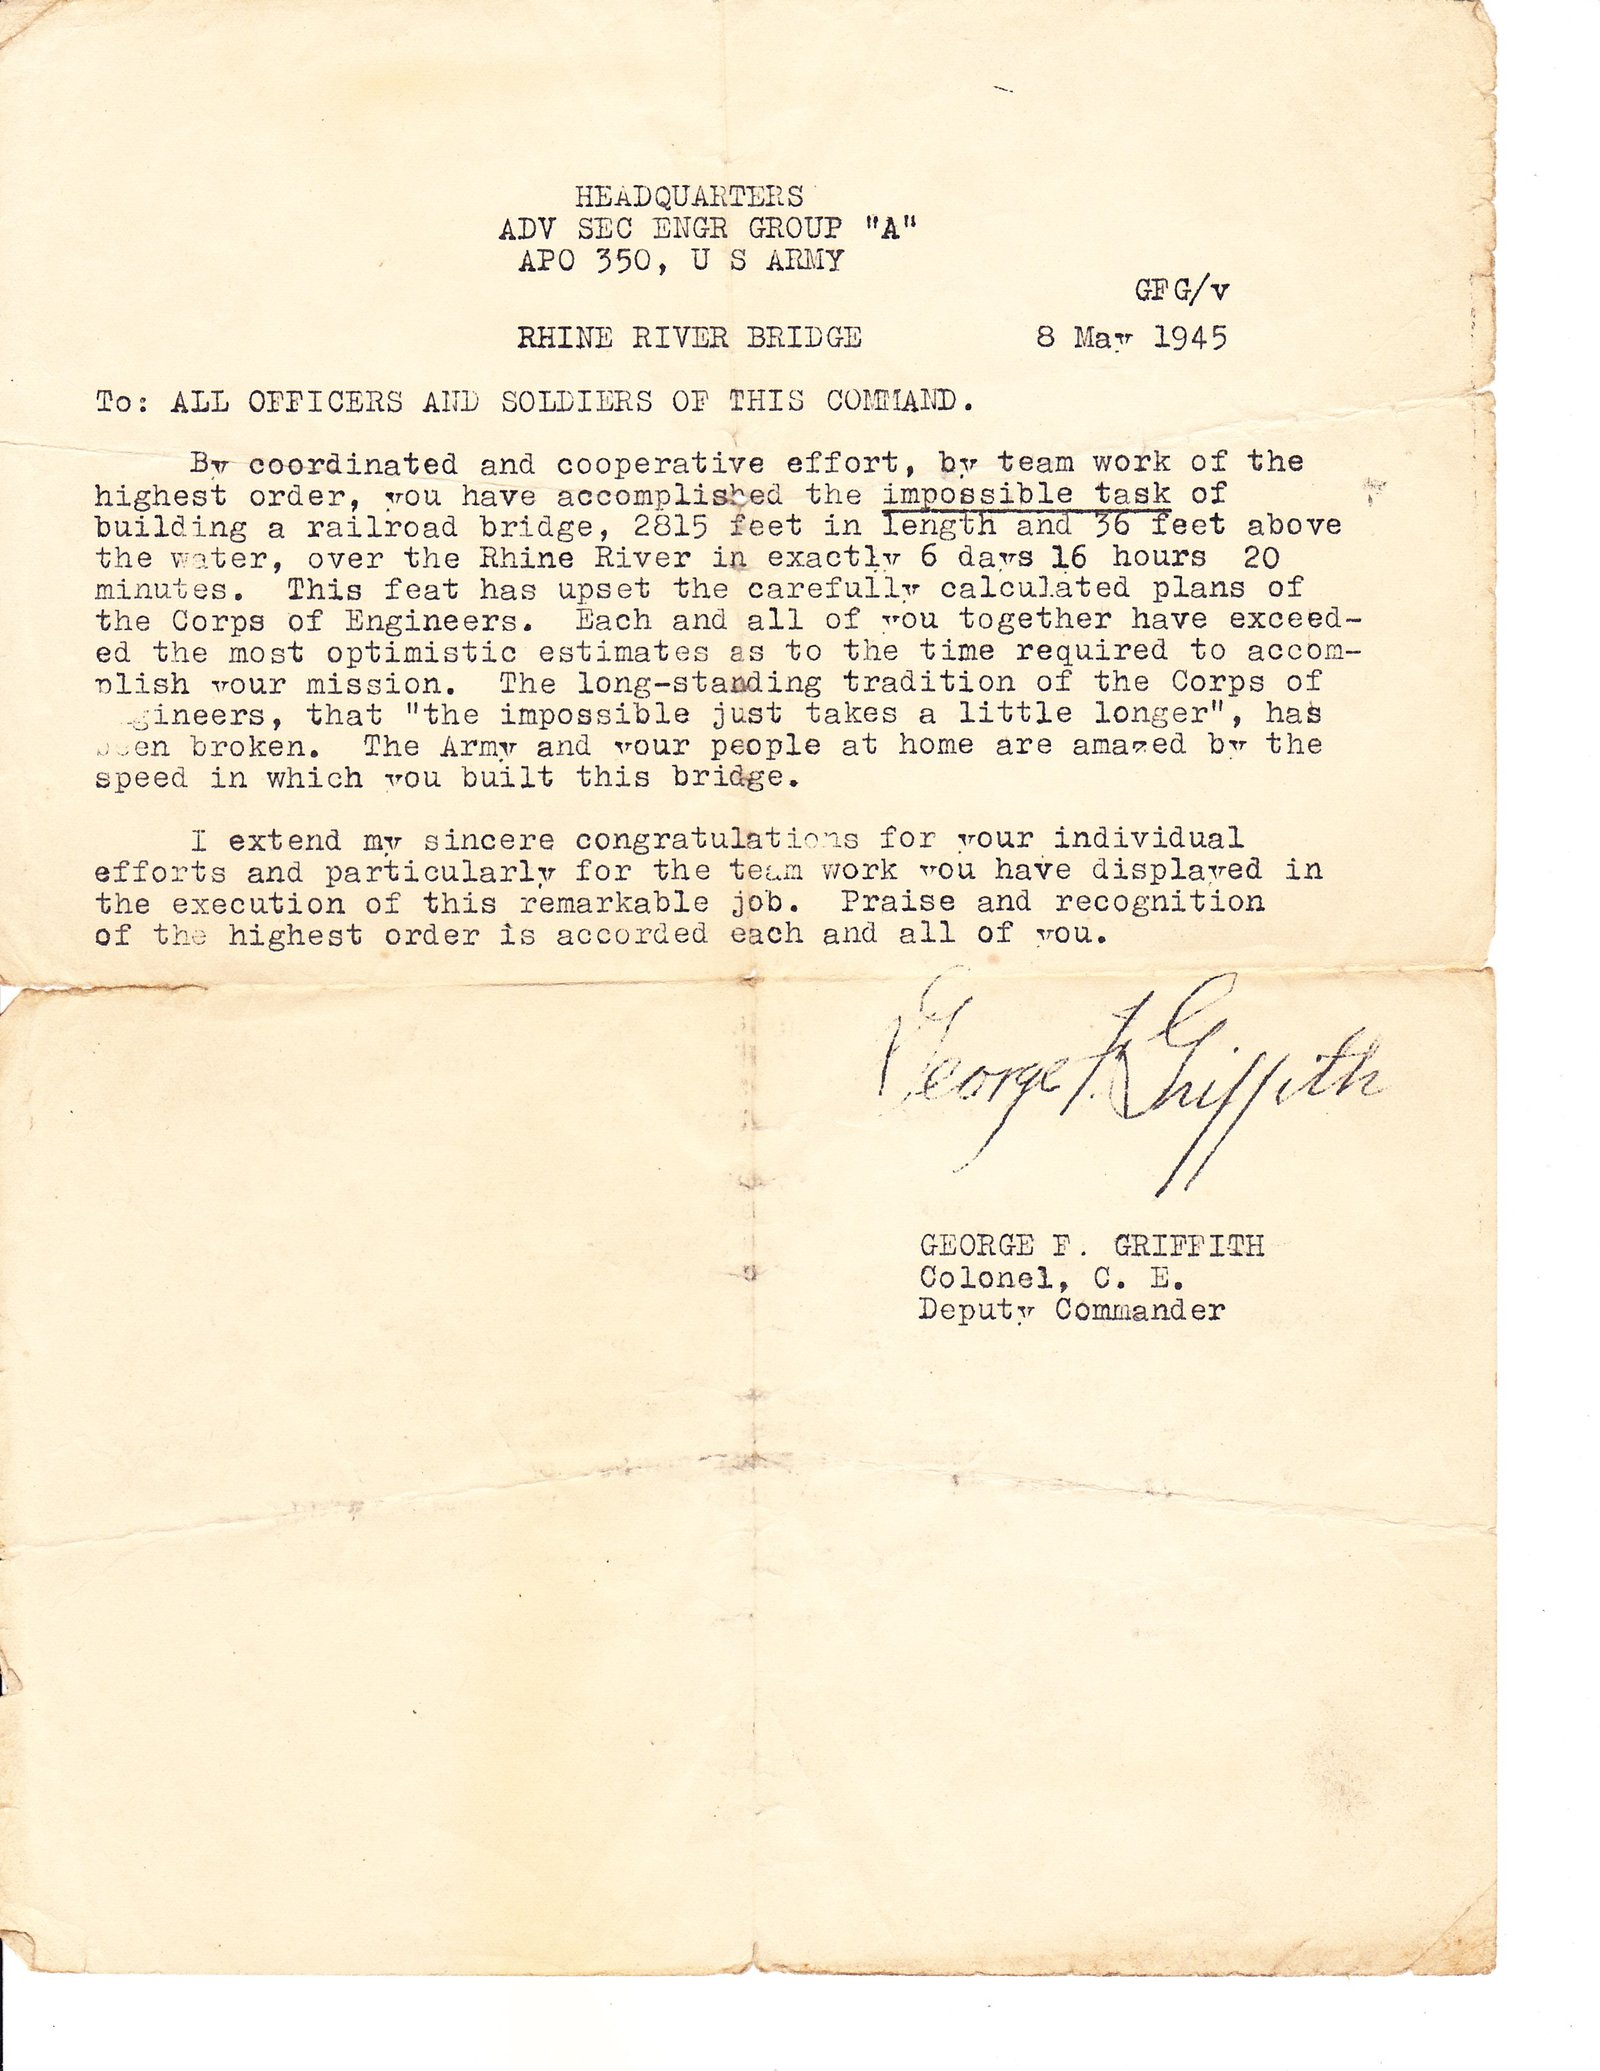 HEADQUARTERS
ADV SEC ENGR GROUP "A"
APO 350, U S ARMY
GFG/v
RHINE RIVER BRIDGE 8 May 1945
To: ALL OFFICERS AND SOLDIERS OF THIS COMMAND.
By coordinated and cooperative effort, by team work of the
highest order, you have accomplished the impossible task of
building a railroad bridge, 2815 feet in length and 36 feet above
the water, over the Rhine River in exactly 6 days 16 hours 20
minutes. This feat has upset the carefully calculated plans of
the Corps of Engineers. Each and all of you together have exceed-
ed the most optimistic estimates as to the time required to accom-
plish your mission. The long-standing tradition of the Corps of
Engineers, that "the impossible just takes a little longer", has
been broken. The Army and your people at home are amazed by the
speed in which you built this bridge.
I extend my sincere congratulations for your individual
efforts and particularly for the team work you have displayed in
the execution of this remarkable job. Praise and recognition
of the highest order is accorded each and all of you.
George F. Griffith
GEORGE F. GRIFFITH
Colonel, C. E.
Deputy Commander